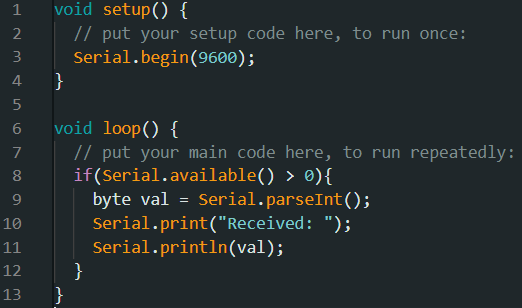 1 void setup() {
2   // put your setup code here, to run once:
3   Serial.begin(9600);
4 }
5
6 void loop() {
7   // put your main code here, to run repeatedly:
8   if(Serial.available() > 0){
9     byte val = Serial.parseInt();
10     Serial.print("Received: ");
11     Serial.println(val);
12   }
13 }